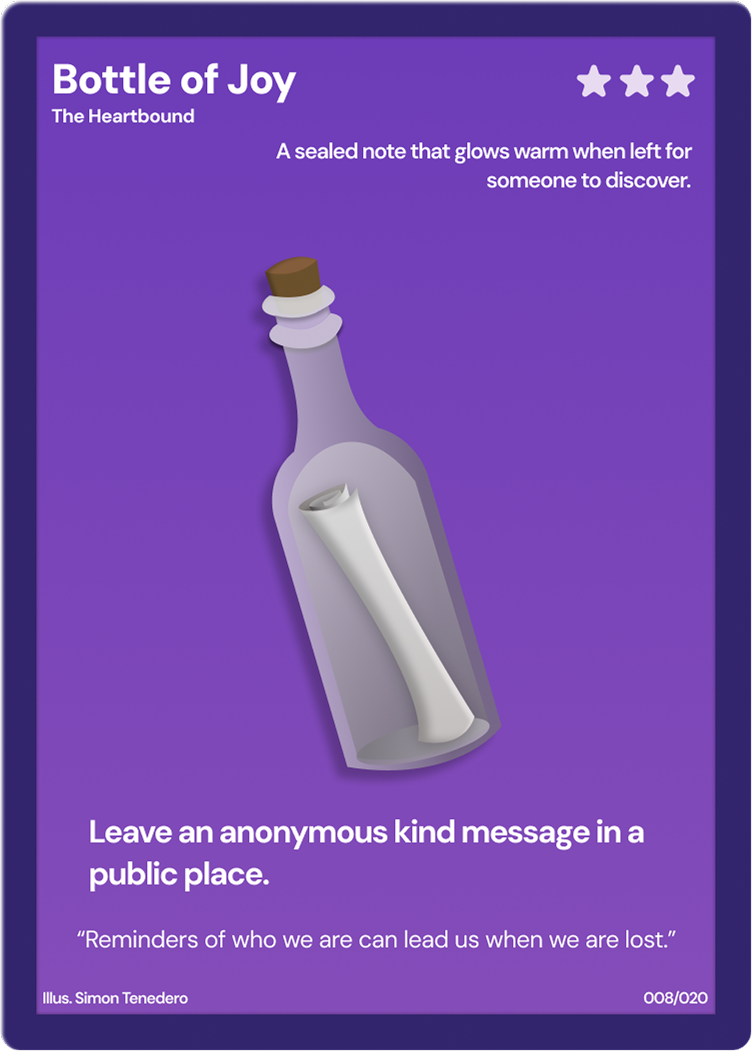 Bottle of Joy
The Heartbound
A sealed note that glows warm when left for
someone to discover.
Leave an anonymous kind message in a
public place.
“Reminders of who we are can lead us when we are lost.”
Illus. Simon Tenedero
008/020